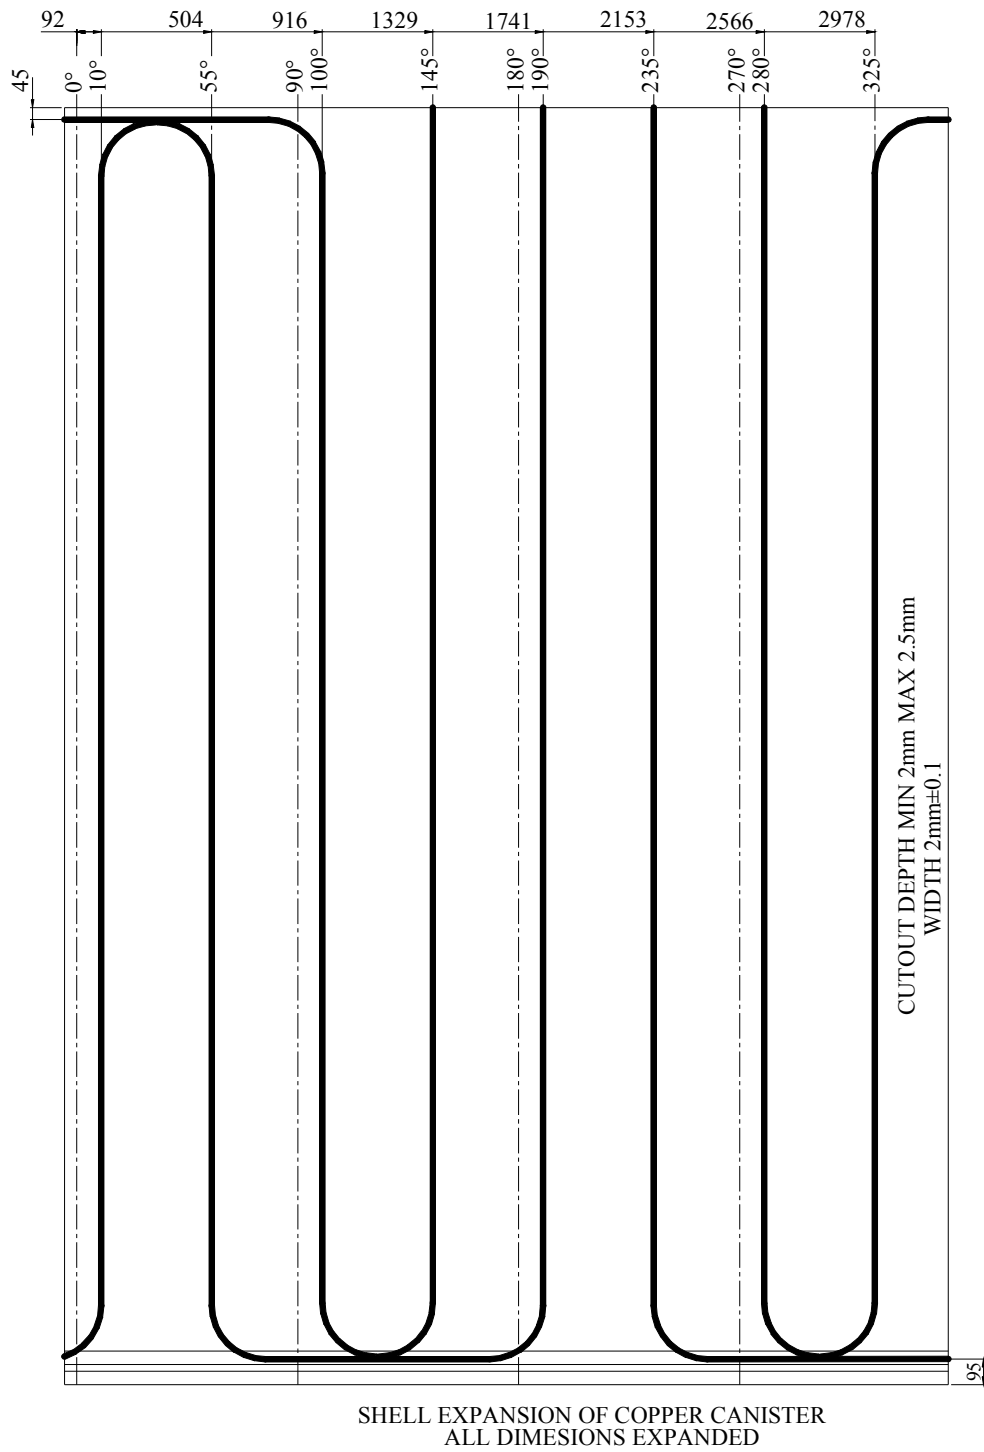 92 504 916 1329 1741 2153 2566 2978
45
0° 10° 55° 90° 100° 145° 180° 190° 235° 270° 280° 325°
CUTOUT DEPTH MIN 2mm MAX 2.5mm
WIDTH 2mm±0.1
95
SHELL EXPANSION OF COPPER CANISTER
ALL DIMESIONS EXPANDED